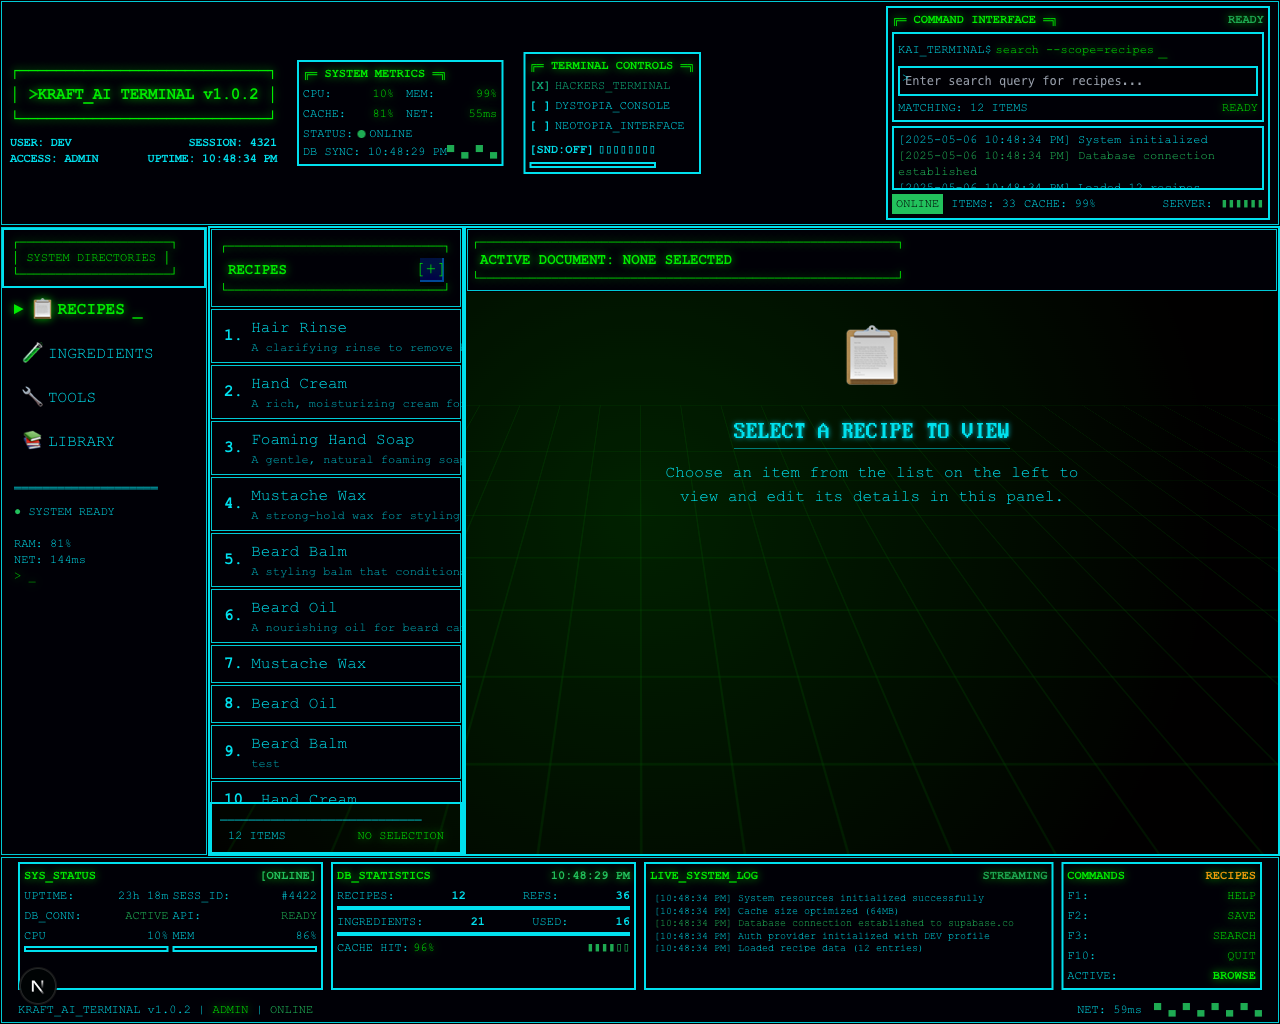 >KRAFT_AI TERMINAL v1.0.2
USER: DEV SESSION: 4321
ACCESS: ADMIN UPTIME: 10:48:34 PM
SYSTEM METRICS
CPU: 10% MEM: 99%
CACHE: 81% NET: 55ms
STATUS: ● ONLINE
DB SYNC: 10:48:29 PM
TERMINAL CONTROLS
[X] HACKERS_TERMINAL
[ ] DYSTOPIA_CONSOLE
[ ] NEOTOPIA_INTERFACE
[SND:OFF] ▯▯▯▯▯▯▯▯
COMMAND INTERFACE READY
KAI_TERMINAL$ search --scope=recipes _
Enter search query for recipes...
MATCHING: 12 ITEMS READY
[2025-05-06 10:48:34 PM] System initialized
[2025-05-06 10:48:34 PM] Database connection
established
[2025-05-06 10:48:34 PM] Loaded 12 recipes
ONLINE ITEMS: 33 CACHE: 99% SERVER: ▮▮▮▮▮▮
SYSTEM DIRECTORIES
► RECIPES _
INGREDIENTS
TOOLS
LIBRARY
● SYSTEM READY
RAM: 81%
NET: 144ms
> _
RECIPES [+]
1. Hair Rinse
A clarifying rinse to remove
2. Hand Cream
A rich, moisturizing cream fo
3. Foaming Hand Soap
A gentle, natural foaming soa
4. Mustache Wax
A strong-hold wax for styling
5. Beard Balm
A styling balm that condition
6. Beard Oil
A nourishing oil for beard ca
7. Mustache Wax
8. Beard Oil
9. Beard Balm
test
10. Hand Cream
12 ITEMS NO SELECTION
ACTIVE DOCUMENT: NONE SELECTED
SELECT A RECIPE TO VIEW
Choose an item from the list on the left to
view and edit its details in this panel.
SYS_STATUS [ONLINE]
UPTIME: 23h 18m SESS_ID: #4422
DB_CONN: ACTIVE API: READY
CPU 10% MEM 86%
DB_STATISTICS 10:48:29 PM
RECIPES: 12 REFS: 36
INGREDIENTS: 21 USED: 16
CACHE HIT: 96% ▮▮▮▮▯▯
LIVE_SYSTEM_LOG STREAMING
[10:48:34 PM] System resources initialized successfully
[10:48:34 PM] Cache size optimized (64MB)
[10:48:34 PM] Database connection established to supabase.co
[10:48:34 PM] Auth provider initialized with DEV profile
[10:48:34 PM] Loaded recipe data (12 entries)
COMMANDS RECIPES
F1: HELP
F2: SAVE
F3: SEARCH
F10: QUIT
ACTIVE: BROWSE
N
KRAFT_AI_TERMINAL v1.0.2 | ADMIN | ONLINE
NET: 59ms